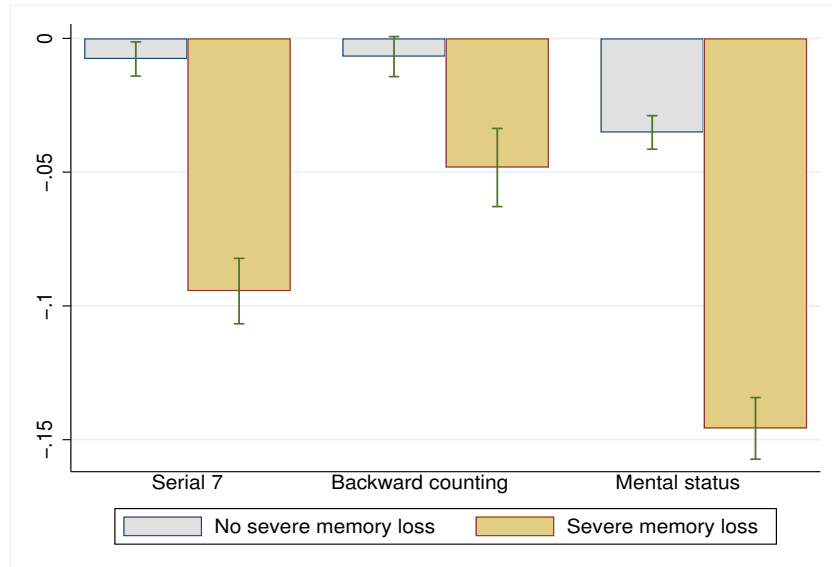 0
-.05
-.1
-.15
Serial 7 Backward counting Mental status
No severe memory loss Severe memory loss